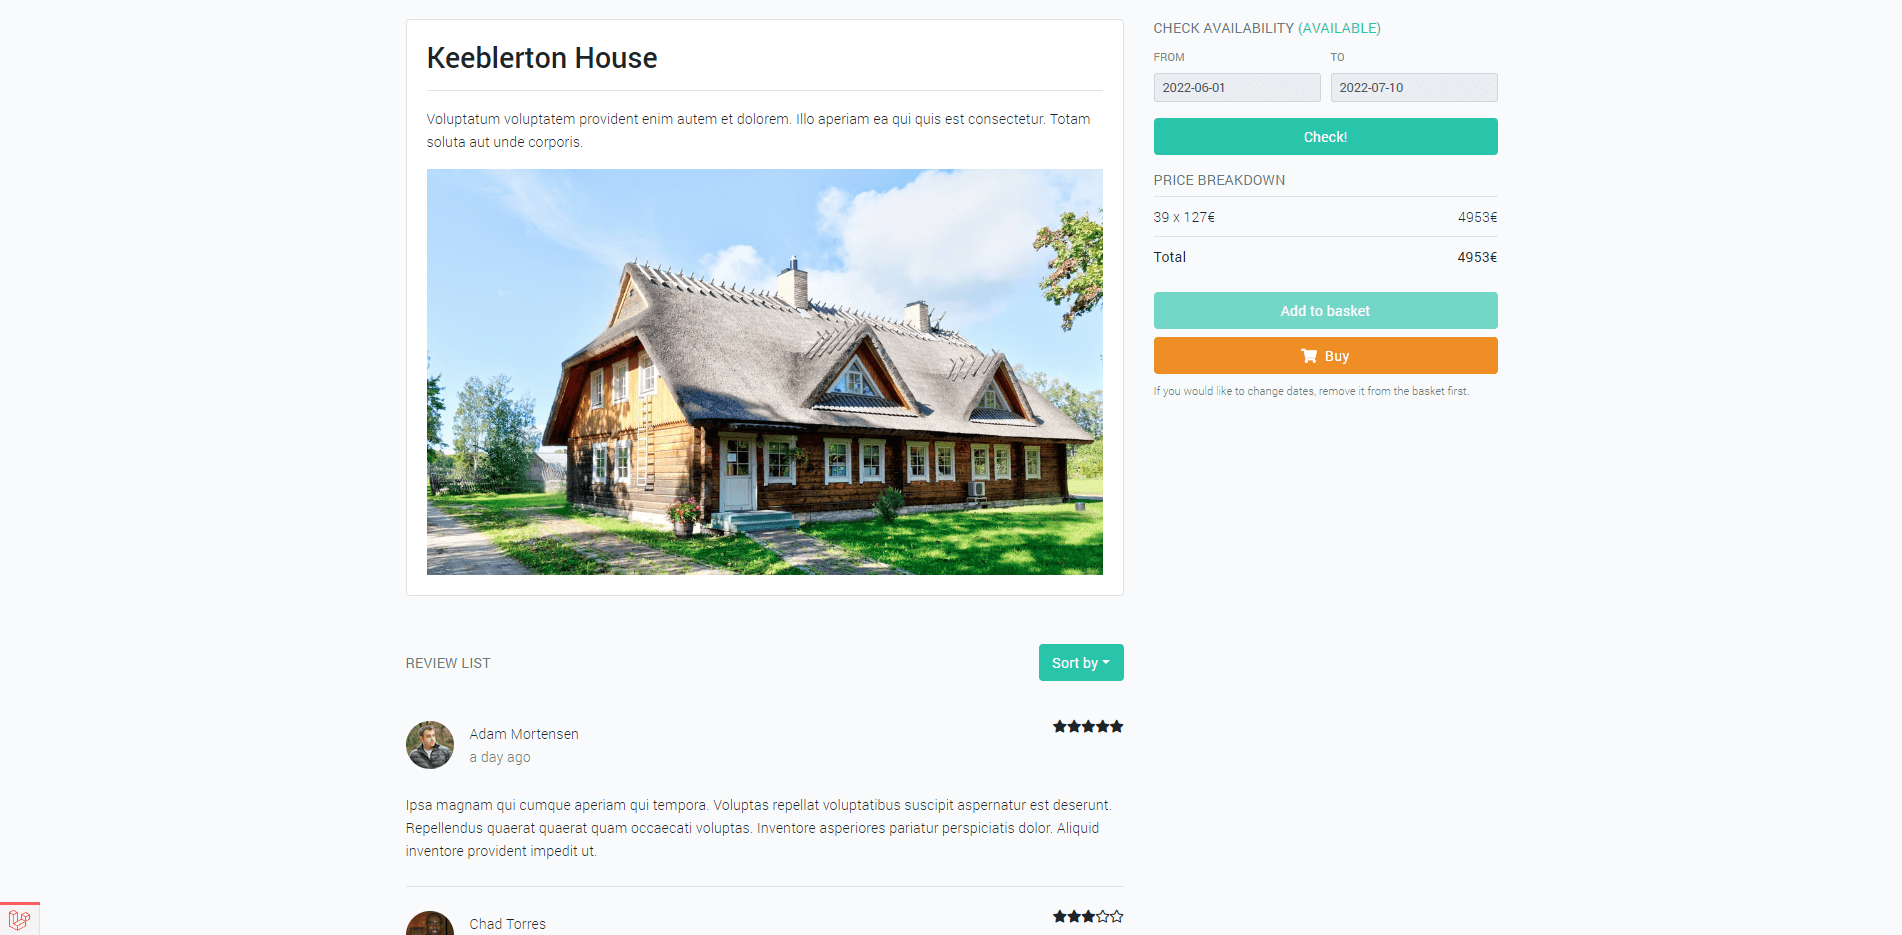 Keeblerton House
Voluptatum voluptatem provident enim autem et dolorem. Illo aperiam ea qui quis est consectetur. Totam
soluta aut unde corporis.
CHECK AVAILABILITY (AVAILABLE)
FROM
TO
2022-06-01
2022-07-10
Check!
PRICE BREAKDOWN
39 x 127€
4953€
Total
4953€
Add to basket
Buy
If you would like to change dates, remove it from the basket first.
REVIEW LIST
Sort by
Adam Mortensen
a day ago
Ipsa magnam qui cumque aperiam qui tempora. Voluptas repellat voluptatibus suscipit aspernatur est deserunt.
Repellendus quaerat quaerat quam occaecati voluptas. Inventore asperiores pariatur perspiciatis dolor. Aliquid
inventore provident impedit ut.
Chad Torres